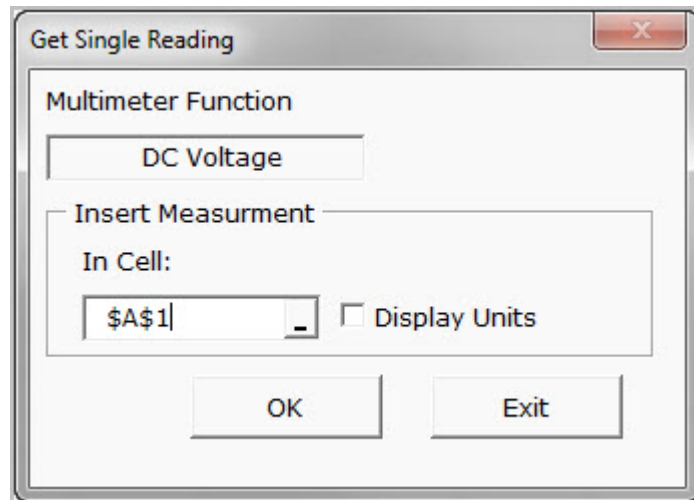 Get Single Reading
Multimeter Function
DC Voltage
Insert Measurment
In Cell:
$A$1 Display Units
OK Exit